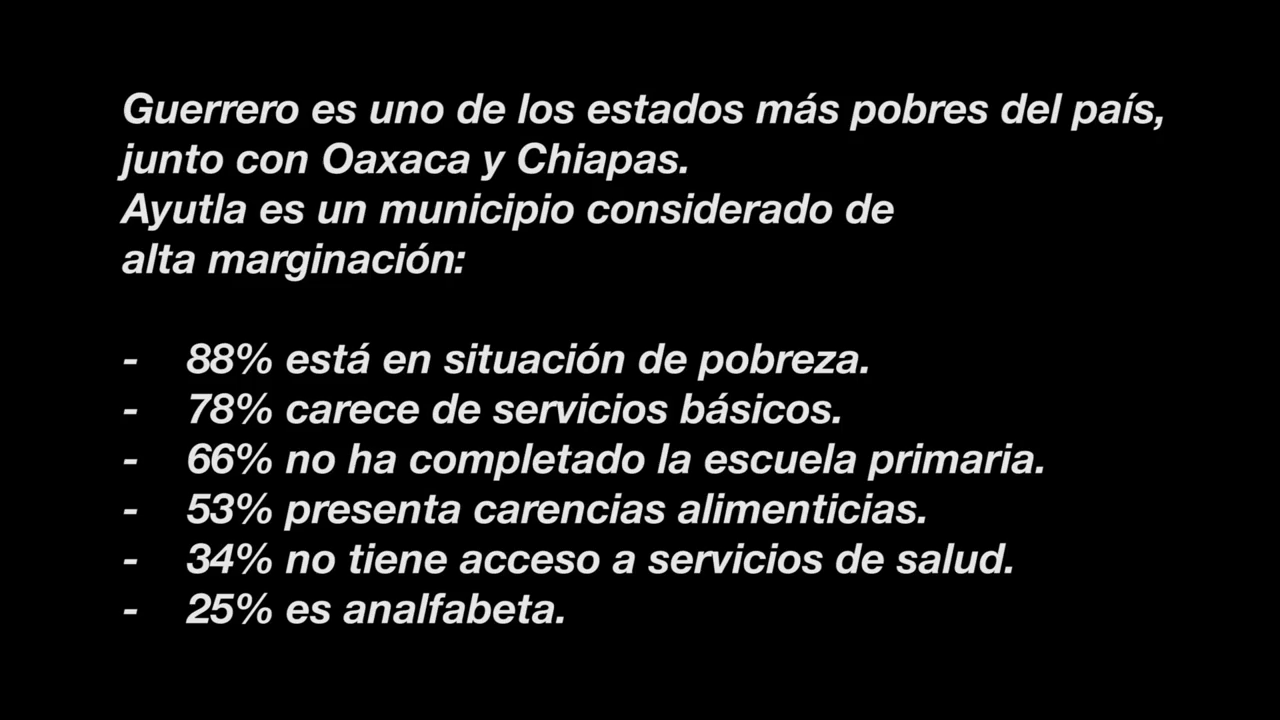 Guerrero es uno de los estados más pobres del país,
junto con Oaxaca y Chiapas.
Ayutla es un municipio considerado de
alta marginación:
- 88% está en situación de pobreza.
- 78% carece de servicios básicos.
- 66% no ha completado la escuela primaria.
- 53% presenta carencias alimenticias.
- 34% no tiene acceso a servicios de salud.
- 25% es analfabeta.